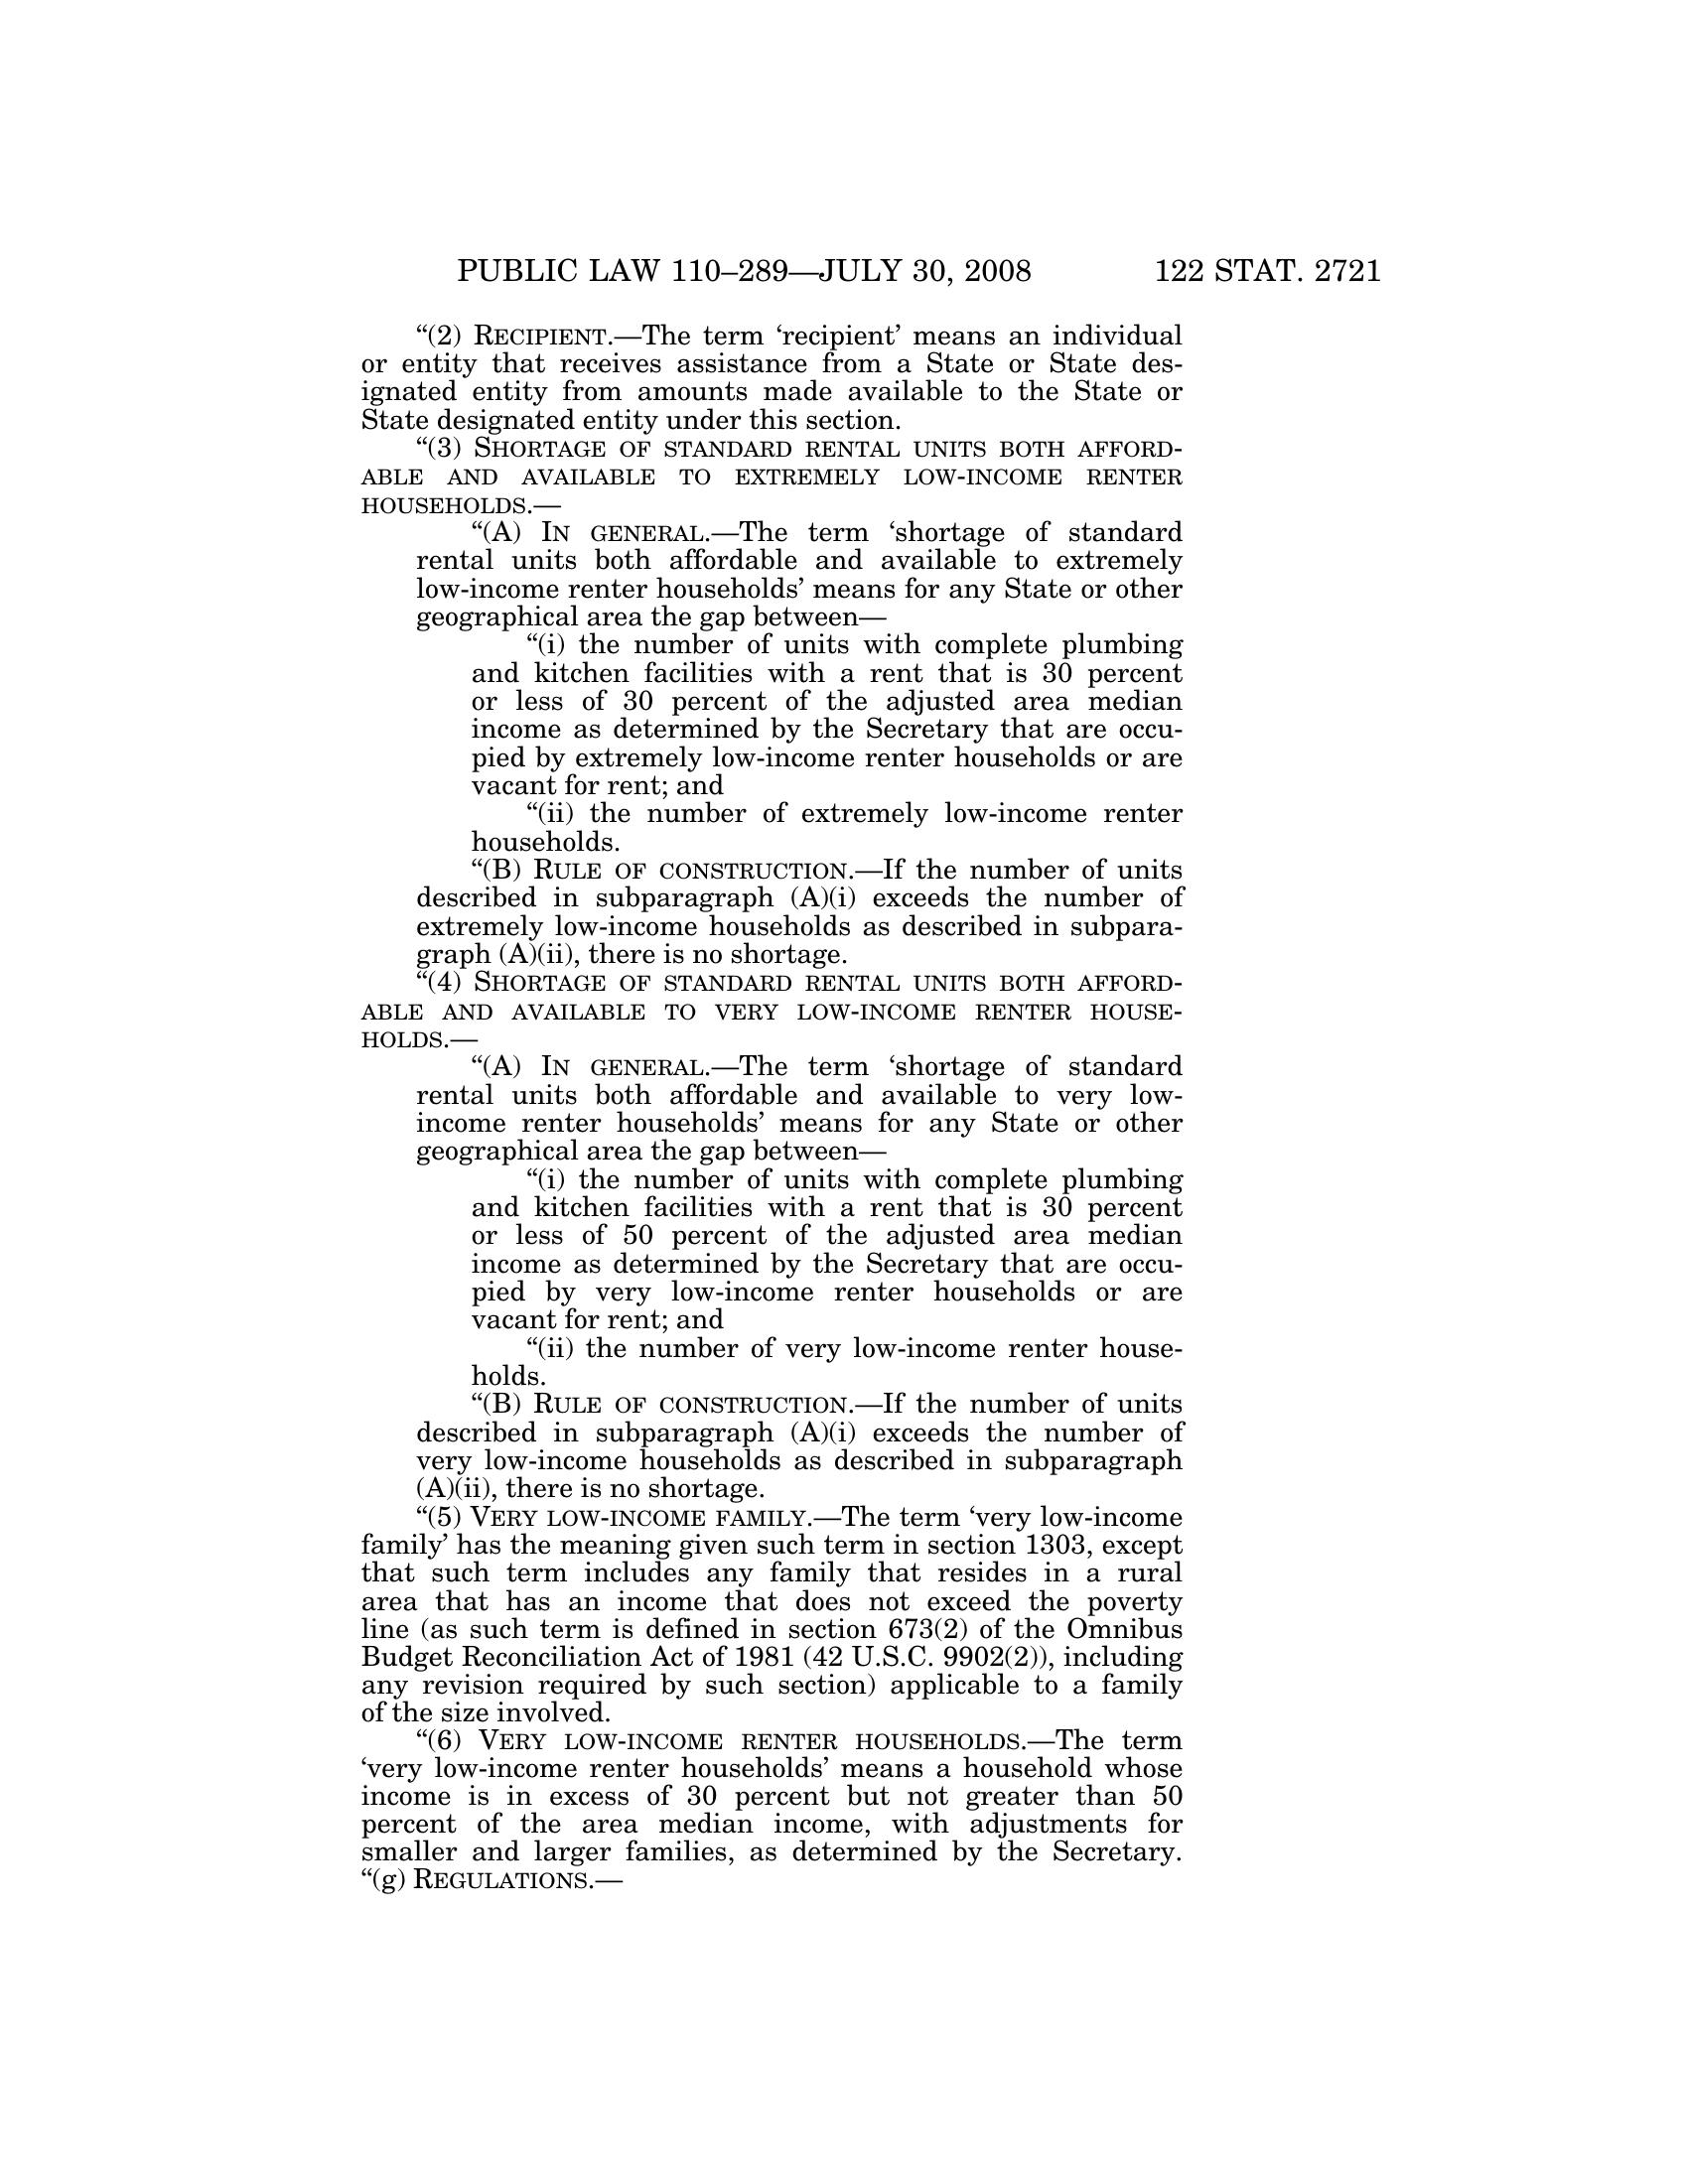 PUBLIC LAW 110–289—JULY 30, 2008 122 STAT. 2721
“(2) RECIPIENT.—The term ‘recipient’ means an individual
or entity that receives assistance from a State or State des-
ignated entity from amounts made available to the State or
State designated entity under this section.
“(3) SHORTAGE OF STANDARD RENTAL UNITS BOTH AFFORD-
ABLE AND AVAILABLE TO EXTREMELY LOW-INCOME RENTER
HOUSEHOLDS.—
“(A) IN GENERAL.—The term ‘shortage of standard
rental units both affordable and available to extremely
low-income renter households’ means for any State or other
geographical area the gap between—
“(i) the number of units with complete plumbing
and kitchen facilities with a rent that is 30 percent
or less of 30 percent of the adjusted area median
income as determined by the Secretary that are occu-
pied by extremely low-income renter households or are
vacant for rent; and
“(ii) the number of extremely low-income renter
households.
“(B) RULE OF CONSTRUCTION.—If the number of units
described in subparagraph (A)(i) exceeds the number of
extremely low-income households as described in subpara-
graph (A)(ii), there is no shortage.
“(4) SHORTAGE OF STANDARD RENTAL UNITS BOTH AFFORD-
ABLE AND AVAILABLE TO VERY LOW-INCOME RENTER HOUSE-
HOLDS.—
“(A) IN GENERAL.—The term ‘shortage of standard
rental units both affordable and available to very low-
income renter households’ means for any State or other
geographical area the gap between—
“(i) the number of units with complete plumbing
and kitchen facilities with a rent that is 30 percent
or less of 50 percent of the adjusted area median
income as determined by the Secretary that are occu-
pied by very low-income renter households or are
vacant for rent; and
“(ii) the number of very low-income renter house-
holds.
“(B) RULE OF CONSTRUCTION.—If the number of units
described in subparagraph (A)(i) exceeds the number of
very low-income households as described in subparagraph
(A)(ii), there is no shortage.
“(5) VERY LOW-INCOME FAMILY.—The term ‘very low-income
family’ has the meaning given such term in section 1303, except
that such term includes any family that resides in a rural
area that has an income that does not exceed the poverty
line (as such term is defined in section 673(2) of the Omnibus
Budget Reconciliation Act of 1981 (42 U.S.C. 9902(2)), including
any revision required by such section) applicable to a family
of the size involved.
“(6) VERY LOW-INCOME RENTER HOUSEHOLDS.—The term
‘very low-income renter households’ means a household whose
income is in excess of 30 percent but not greater than 50
percent of the area median income, with adjustments for
smaller and larger families, as determined by the Secretary.
“(g) REGULATIONS.—